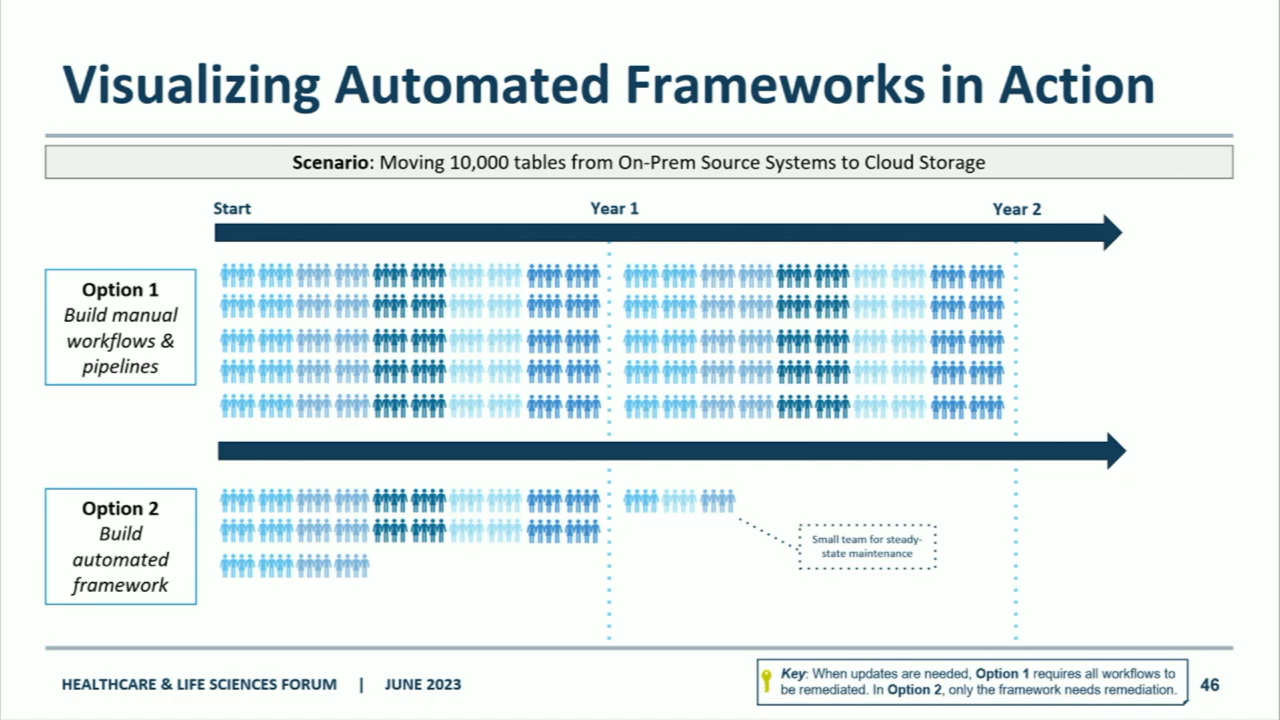 Visualizing Automated Frameworks in Action
Scenario: Moving 10,000 tables from On-Prem Source Systems to Cloud Storage
Start
Year 1
Year 2
Option 1
Build manual
workflows &
pipelines
Option 2
Build
automated
framework
Small team for steady-
state maintenance
HEALTHCARE & LIFE SCIENCES FORUM | JUNE 2023
Key: When updates are needed, Option 1 requires all workflows to
be remediated. In Option 2, only the framework needs remediation.
46